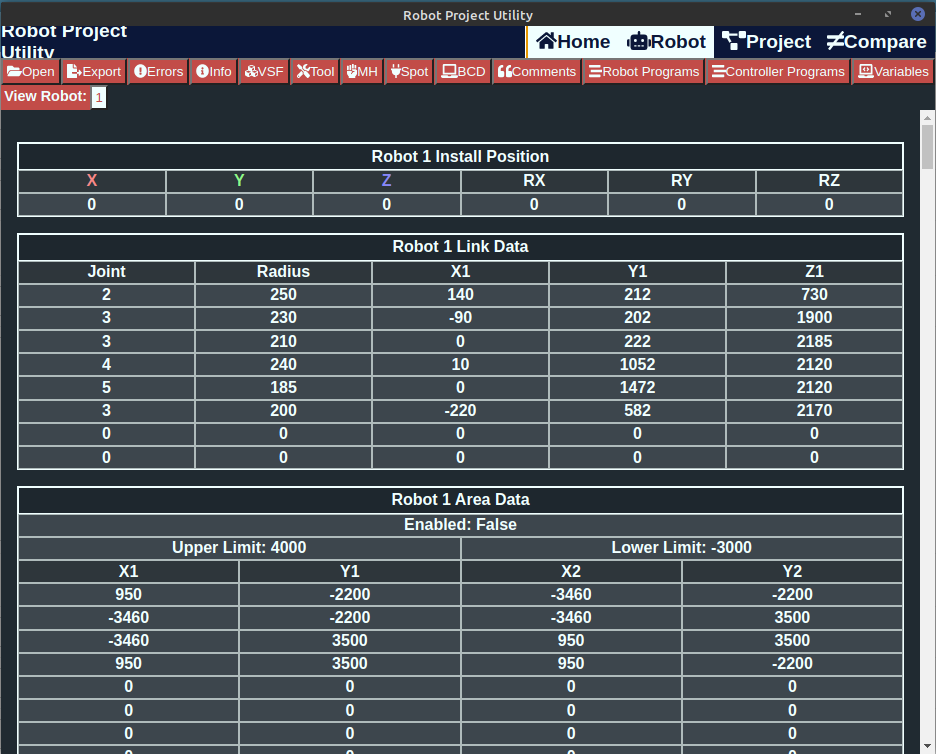 Robot Project Utility
Robot Project
Utility
Home Robot Project Compare
Open Export Errors Info VSF Tool MH Spot BCD Comments Robot Programs Controller Programs Variables
View Robot: 1
Robot 1 Install Position
X Y Z RX RY RZ
0 0 0 0 0 0
Robot 1 Link Data
Joint Radius X1 Y1 Z1
2 250 140 212 730
3 230 -90 202 1900
3 210 0 222 2185
4 240 10 1052 2120
5 185 0 1472 2120
3 200 -220 582 2170
0 0 0 0 0
0 0 0 0 0
Robot 1 Area Data
Enabled: False
Upper Limit: 4000 Lower Limit: -3000
X1 Y1 X2 Y2
950 -2200 -3460 -2200
-3460 -2200 -3460 3500
-3460 3500 950 3500
950 3500 950 -2200
0 0 0 0
0 0 0 0
0 0 0 0